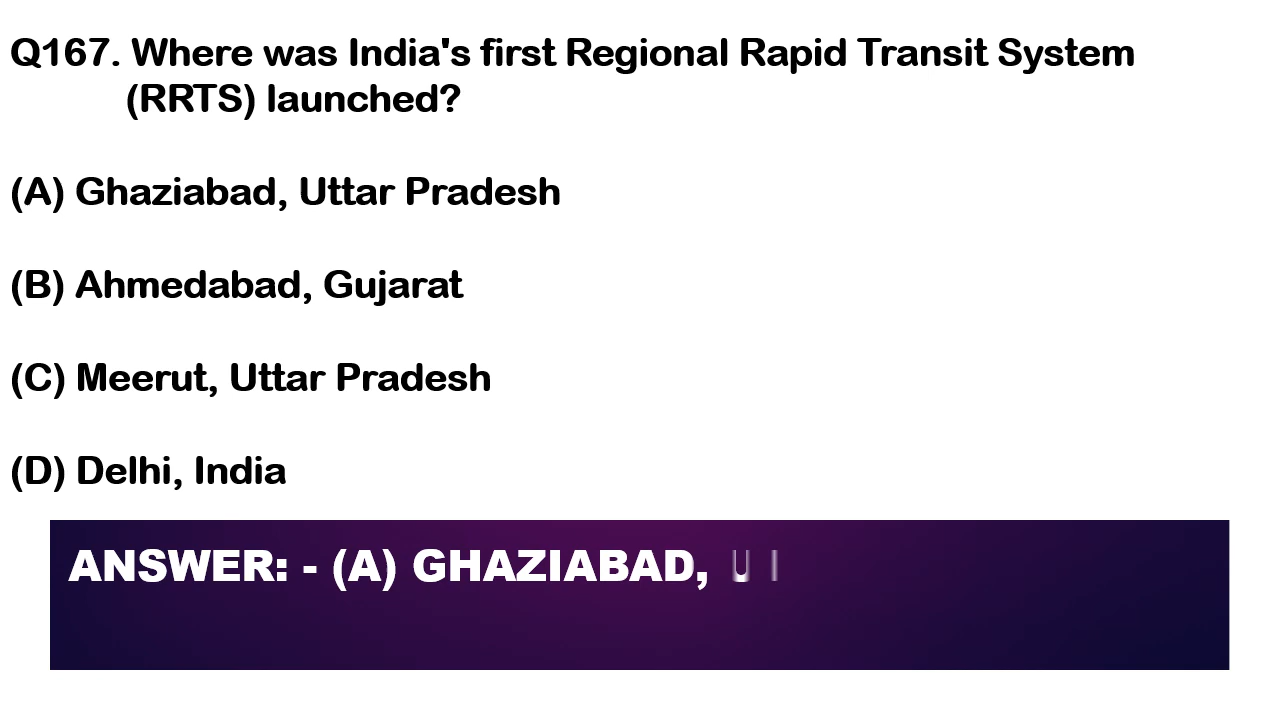 Q167. Where was India's first Regional Rapid Transit System
(RRTS) launched?
(A) Ghaziabad, Uttar Pradesh
(B) Ahmedabad, Gujarat
(C) Meerut, Uttar Pradesh
(D) Delhi, India
ANSWER: - (A) GHAZIABAD,